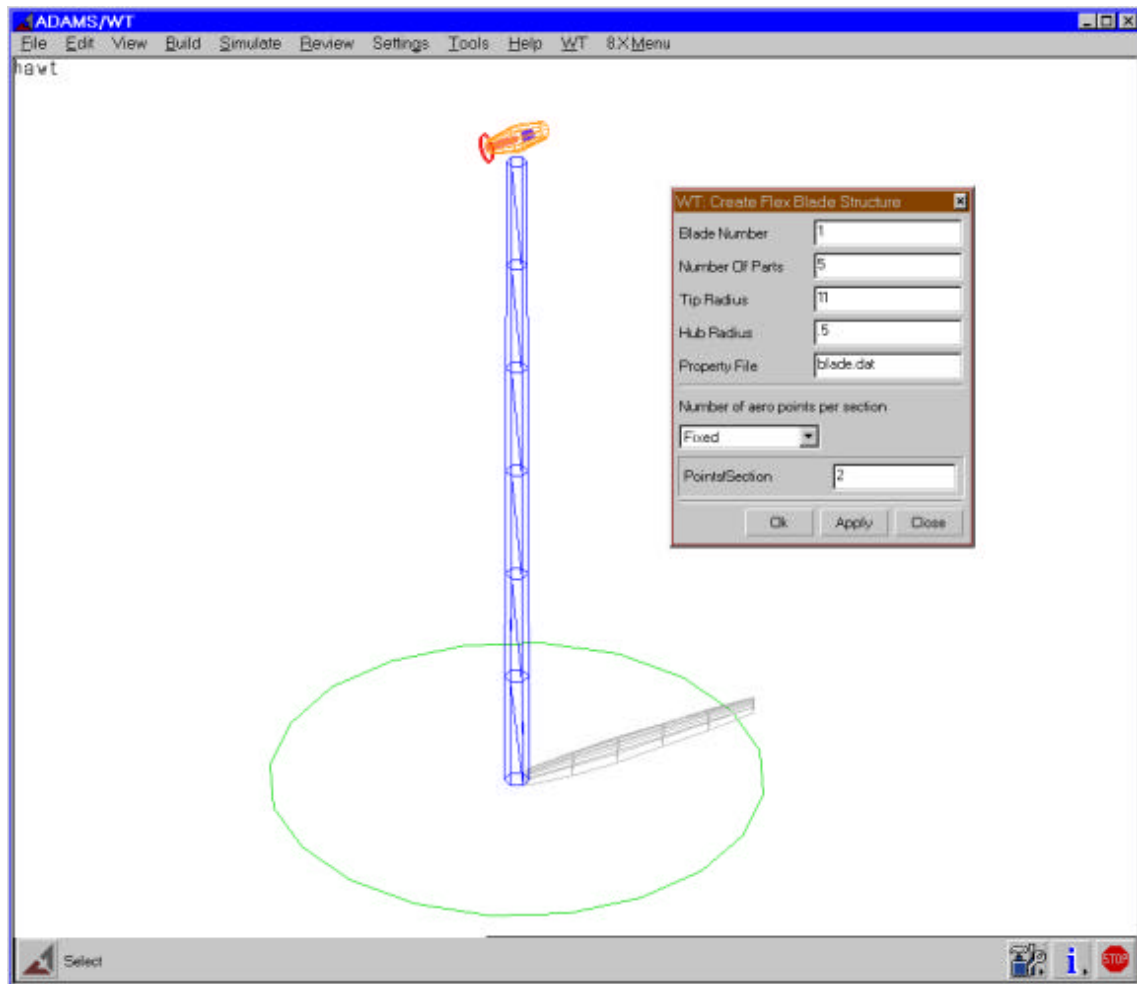 ADAMS/WT
File Edit View Build Simulate Review Settings Tools Help WT 8.X Menu
hawt
WT: Create Flex Blade Structure
Blade Number 1
Number Of Parts 5
Tip Radius 11
Hub Radius .5
Property File blade.dat
Number of aero points per section
Fixed
Points/Section 2
Ok Apply Close
Select
i
STOP